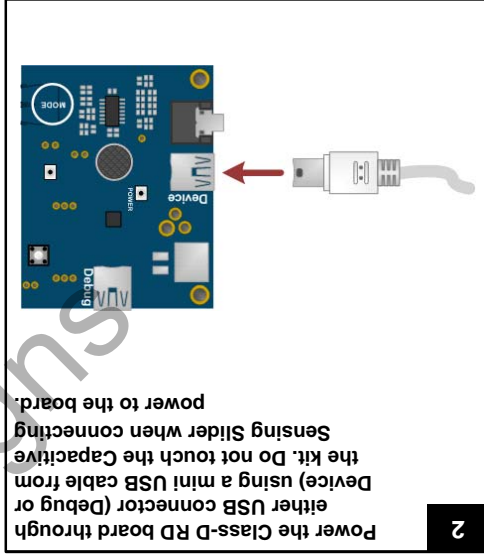 2
Power the Class-D RD board through
either USB connector (Debug or
Device) using a mini USB cable from
the kit. Do not touch the Capacitive
Sensing Slider when connecting
power to the board.
Debug
Device
POWER
MODE